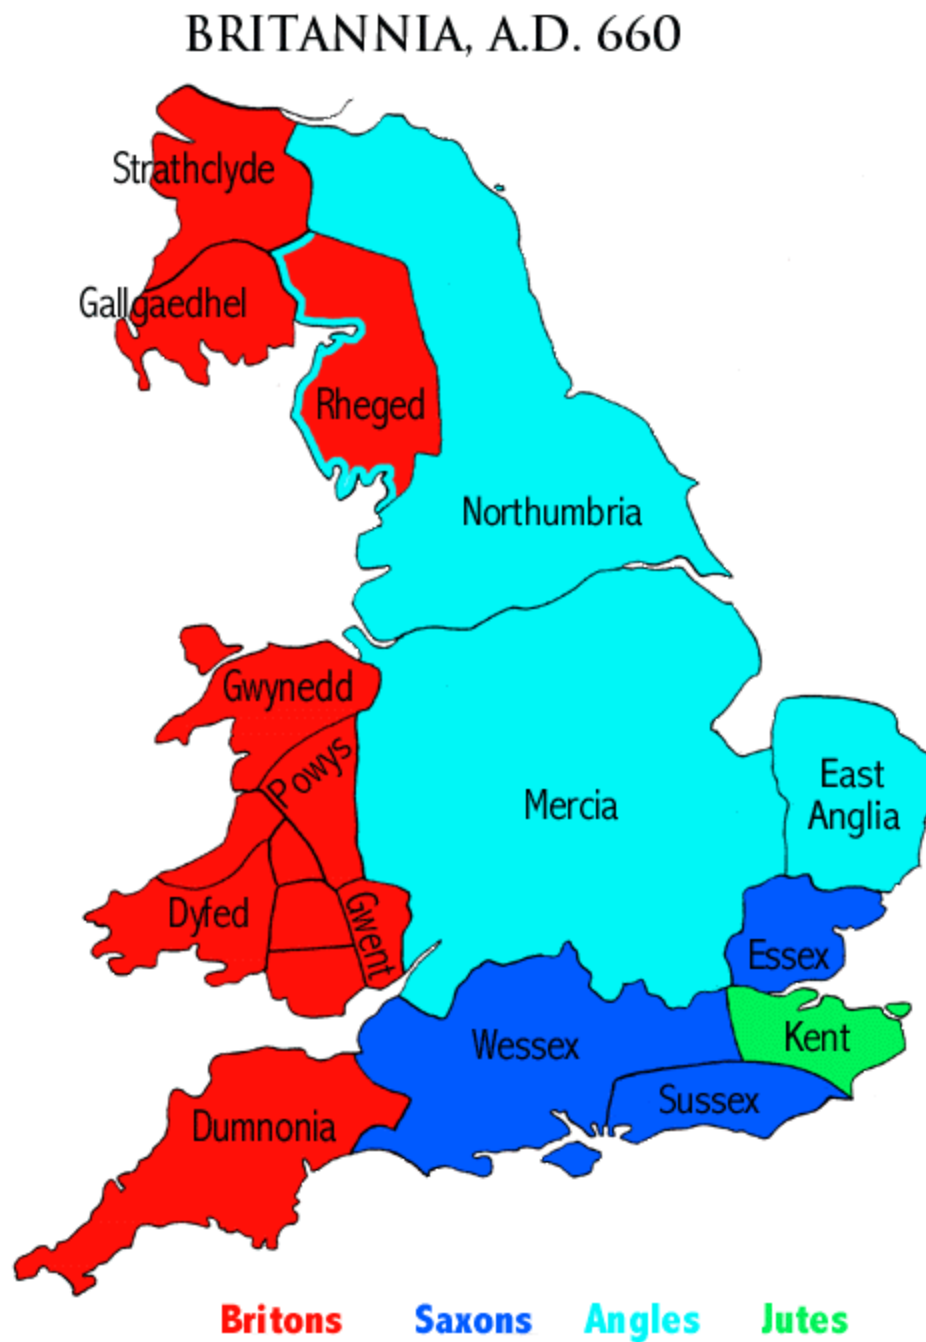 BRITANNIA, A.D. 660
Strathclyde
Gallgaedhel
Rheged
Northumbria
Gwynedd
Powys
Mercia
East
Anglia
Dyfed
Gwent
Essex
Wessex
Kent
Sussex
Dumnonia
Britons Saxons Angles Jutes